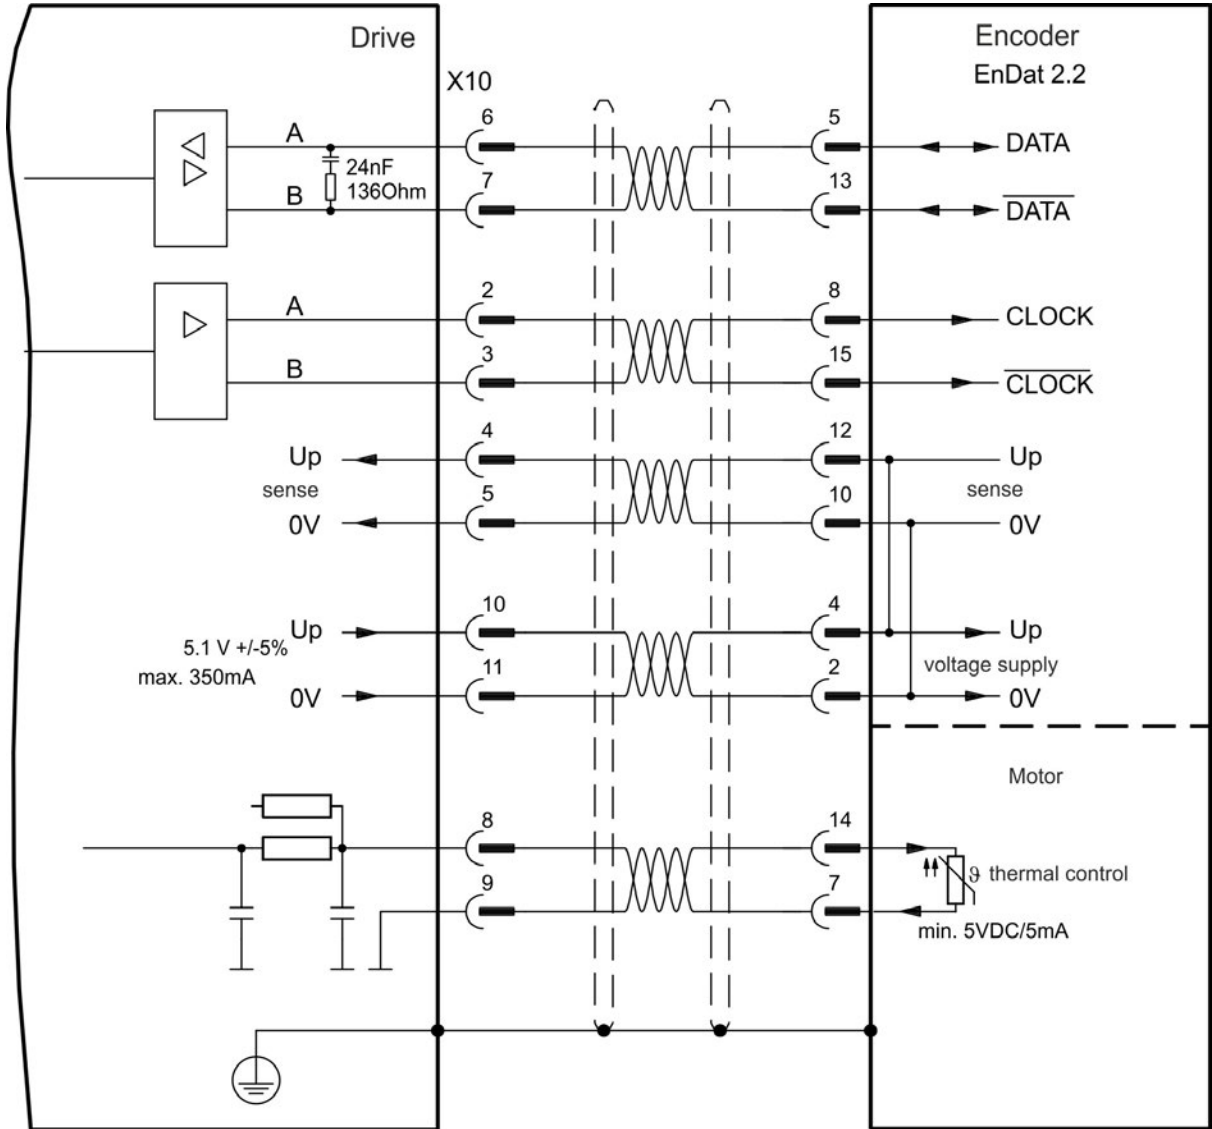 Drive
Encoder
EnDat 2.2
X10
A
6
5
DATA
24nF
136Ohm
B
7
13
DATA
A
2
8
CLOCK
B
3
15
CLOCK
Up
4
12
Up
sense
sense
0V
5
10
0V
Up
10
4
Up
5.1 V +/-5%
max. 350mA
voltage supply
0V
11
2
0V
Motor
8
14
ϑ thermal control
9
7
min. 5VDC/5mA